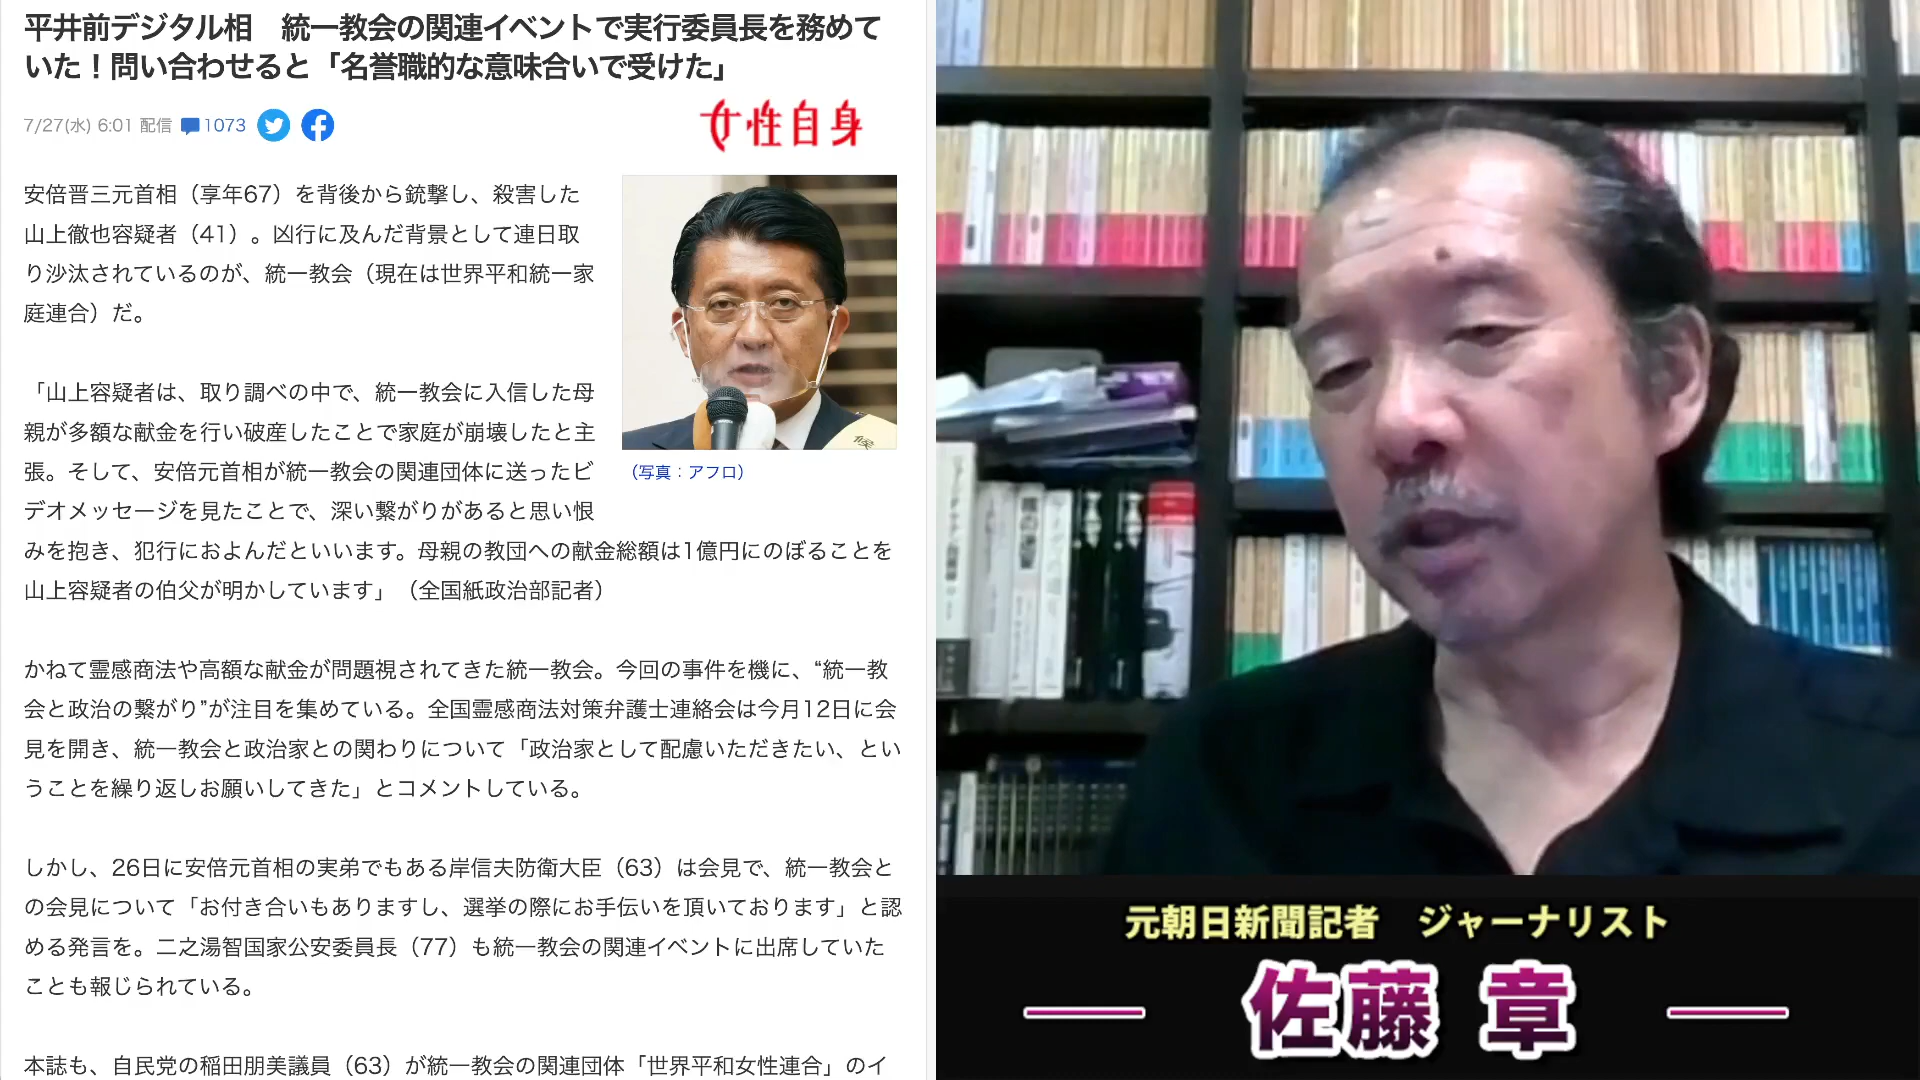 平井前デジタル相　統一教会の関連イベントで実行委員長を務めて
いた！問い合わせると「名誉職的な意味合いで受けた」
7/27(水) 6:01 配信 1073
女性自身
安倍晋三元首相（享年67）を背後から銃撃し、殺害した
山上徹也容疑者（41）。凶行に及んだ背景として連日取
り沙汰されているのが、統一教会（現在は世界平和統一家
庭連合）だ。
「山上容疑者は、取り調べの中で、統一教会に入信した母
親が多額な献金を行い破産したことで家庭が崩壊したと主
張。そして、安倍元首相が統一教会の関連団体に送ったビ
デオメッセージを見たことで、深い繋がりがあると思い恨
みを抱き、犯行におよんだといいます。母親の教団への献金総額は1億円にのぼることを
山上容疑者の伯父が明かしています」（全国紙政治部記者）
候
（写真：アフロ）
かねて霊感商法や高額な献金が問題視されてきた統一教会。今回の事件を機に、“統一教
会と政治の繋がり”が注目を集めている。全国霊感商法対策弁護士連絡会は今月12日に会
見を開き、統一教会と政治家との関わりについて「政治家として配慮いただきたい、とい
うことを繰り返しお願いしてきた」とコメントしている。
しかし、26日に安倍元首相の実弟でもある岸信夫防衛大臣（63）は会見で、統一教会と
の会見について「お付き合いもありますし、選挙の際にお手伝いを頂いております」と認
める発言を。二之湯智国家公安委員長（77）も統一教会の関連イベントに出席していた
ことも報じられている。
本誌も、自民党の稲田朋美議員（63）が統一教会の関連団体「世界平和女性連合」のイ
元朝日新聞記者　ジャーナリスト
佐藤 章